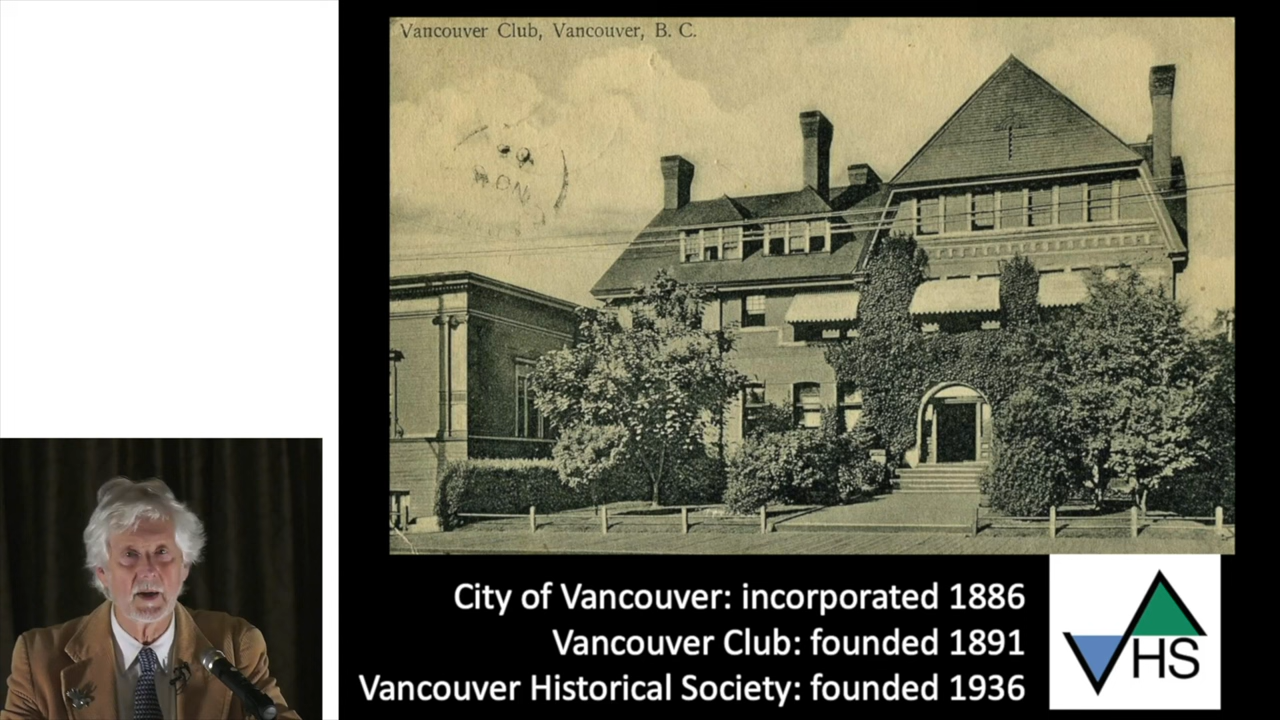 Vancouver Club, Vancouver, B. C.
City of Vancouver: incorporated 1886
Vancouver Club: founded 1891
Vancouver Historical Society: founded 1936
VHS